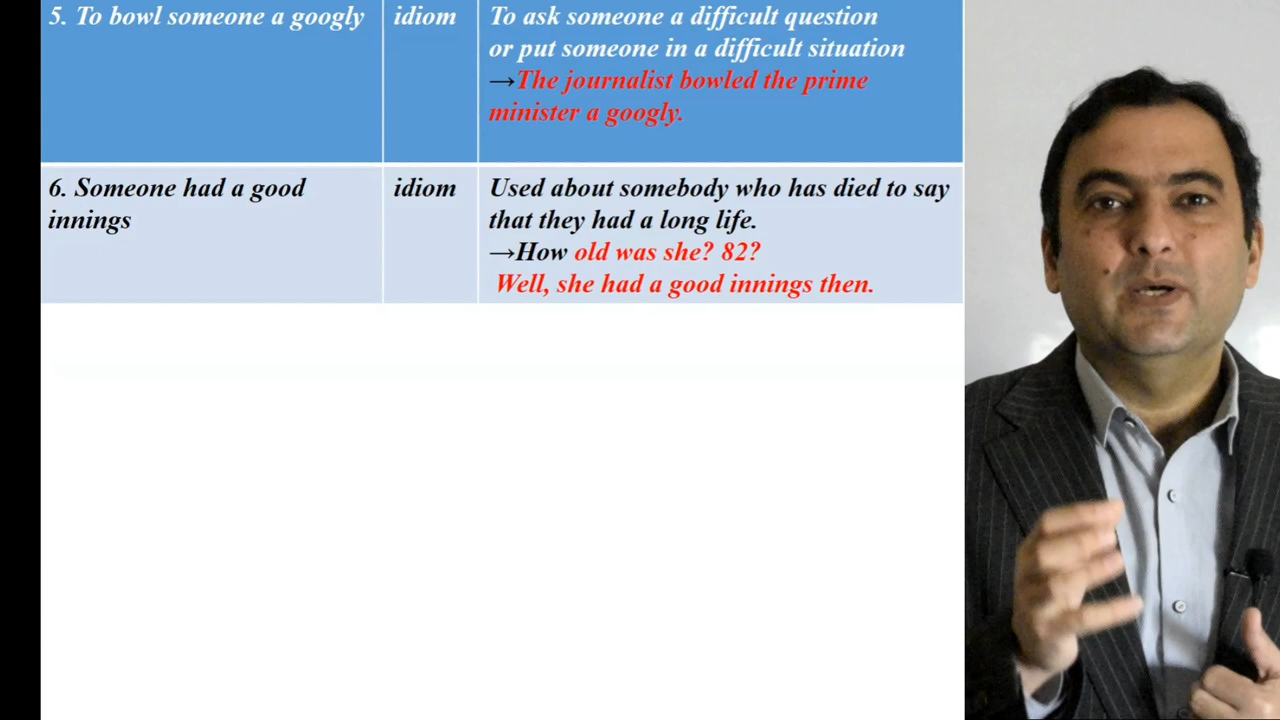 5. To bowl someone a googly
idiom
To ask someone a difficult question
or put someone in a difficult situation
→The journalist bowled the prime
minister a googly.
6. Someone had a good
innings
idiom
Used about somebody who has died to say
that they had a long life.
→How old was she? 82?
Well, she had a good innings then.